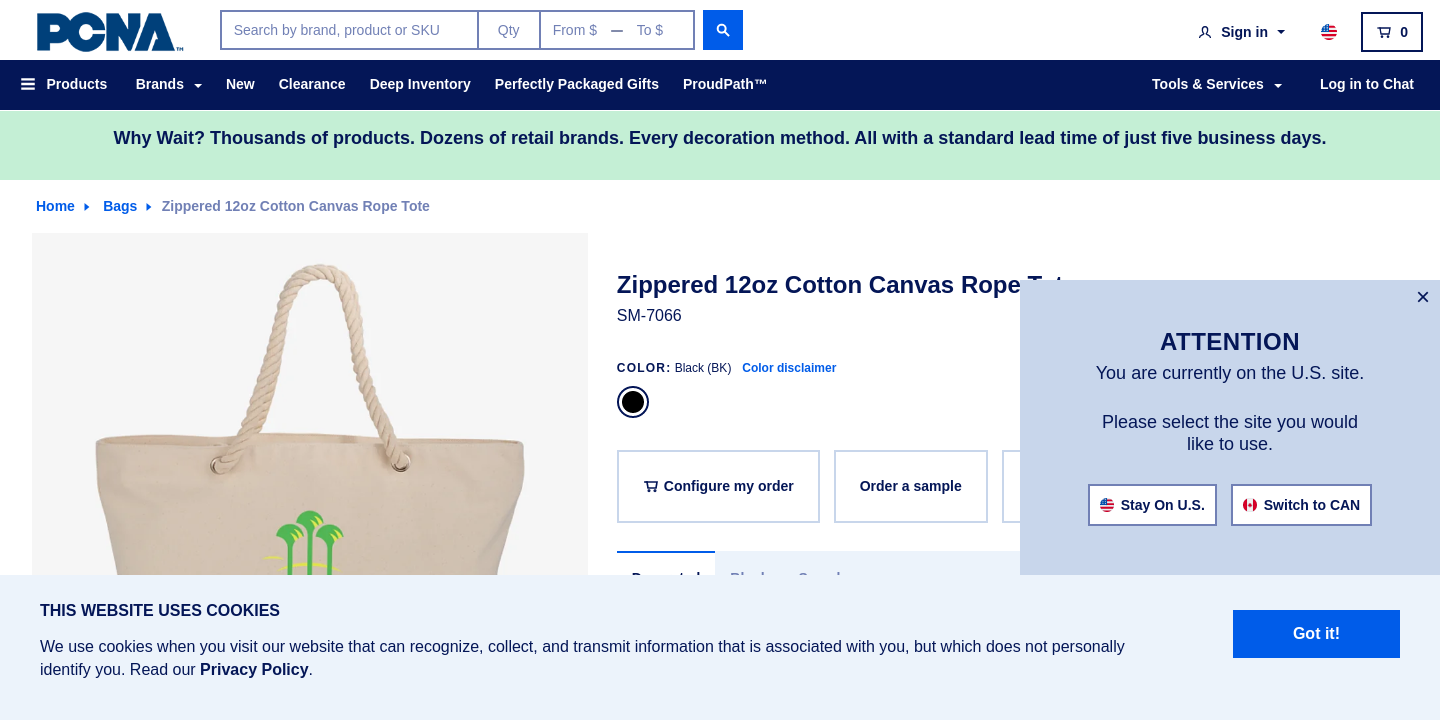 PCNA™
Search by brand, product or SKU
Qty
From $ — To $
Sign in
0
Products
Brands
New
Clearance
Deep Inventory
Perfectly Packaged Gifts
ProudPath™
Tools & Services
Log in to Chat
Why Wait? Thousands of products. Dozens of retail brands. Every decoration method. All with a standard lead time of just five business days.
Home
Bags
Zippered 12oz Cotton Canvas Rope Tote
Zippered 12oz Cotton Canvas Rope
SM-7066
COLOR: Black (BK) Color disclaimer
Configure my order
Order a sample
×
ATTENTION
You are currently on the U.S. site.
Please select the site you would
like to use.
Stay On U.S.
Switch to CAN
THIS WEBSITE USES COOKIES
We use cookies when you visit our website that can recognize, collect, and transmit information that is associated with you, but which does not personally
identify you. Read our Privacy Policy.
Got it!